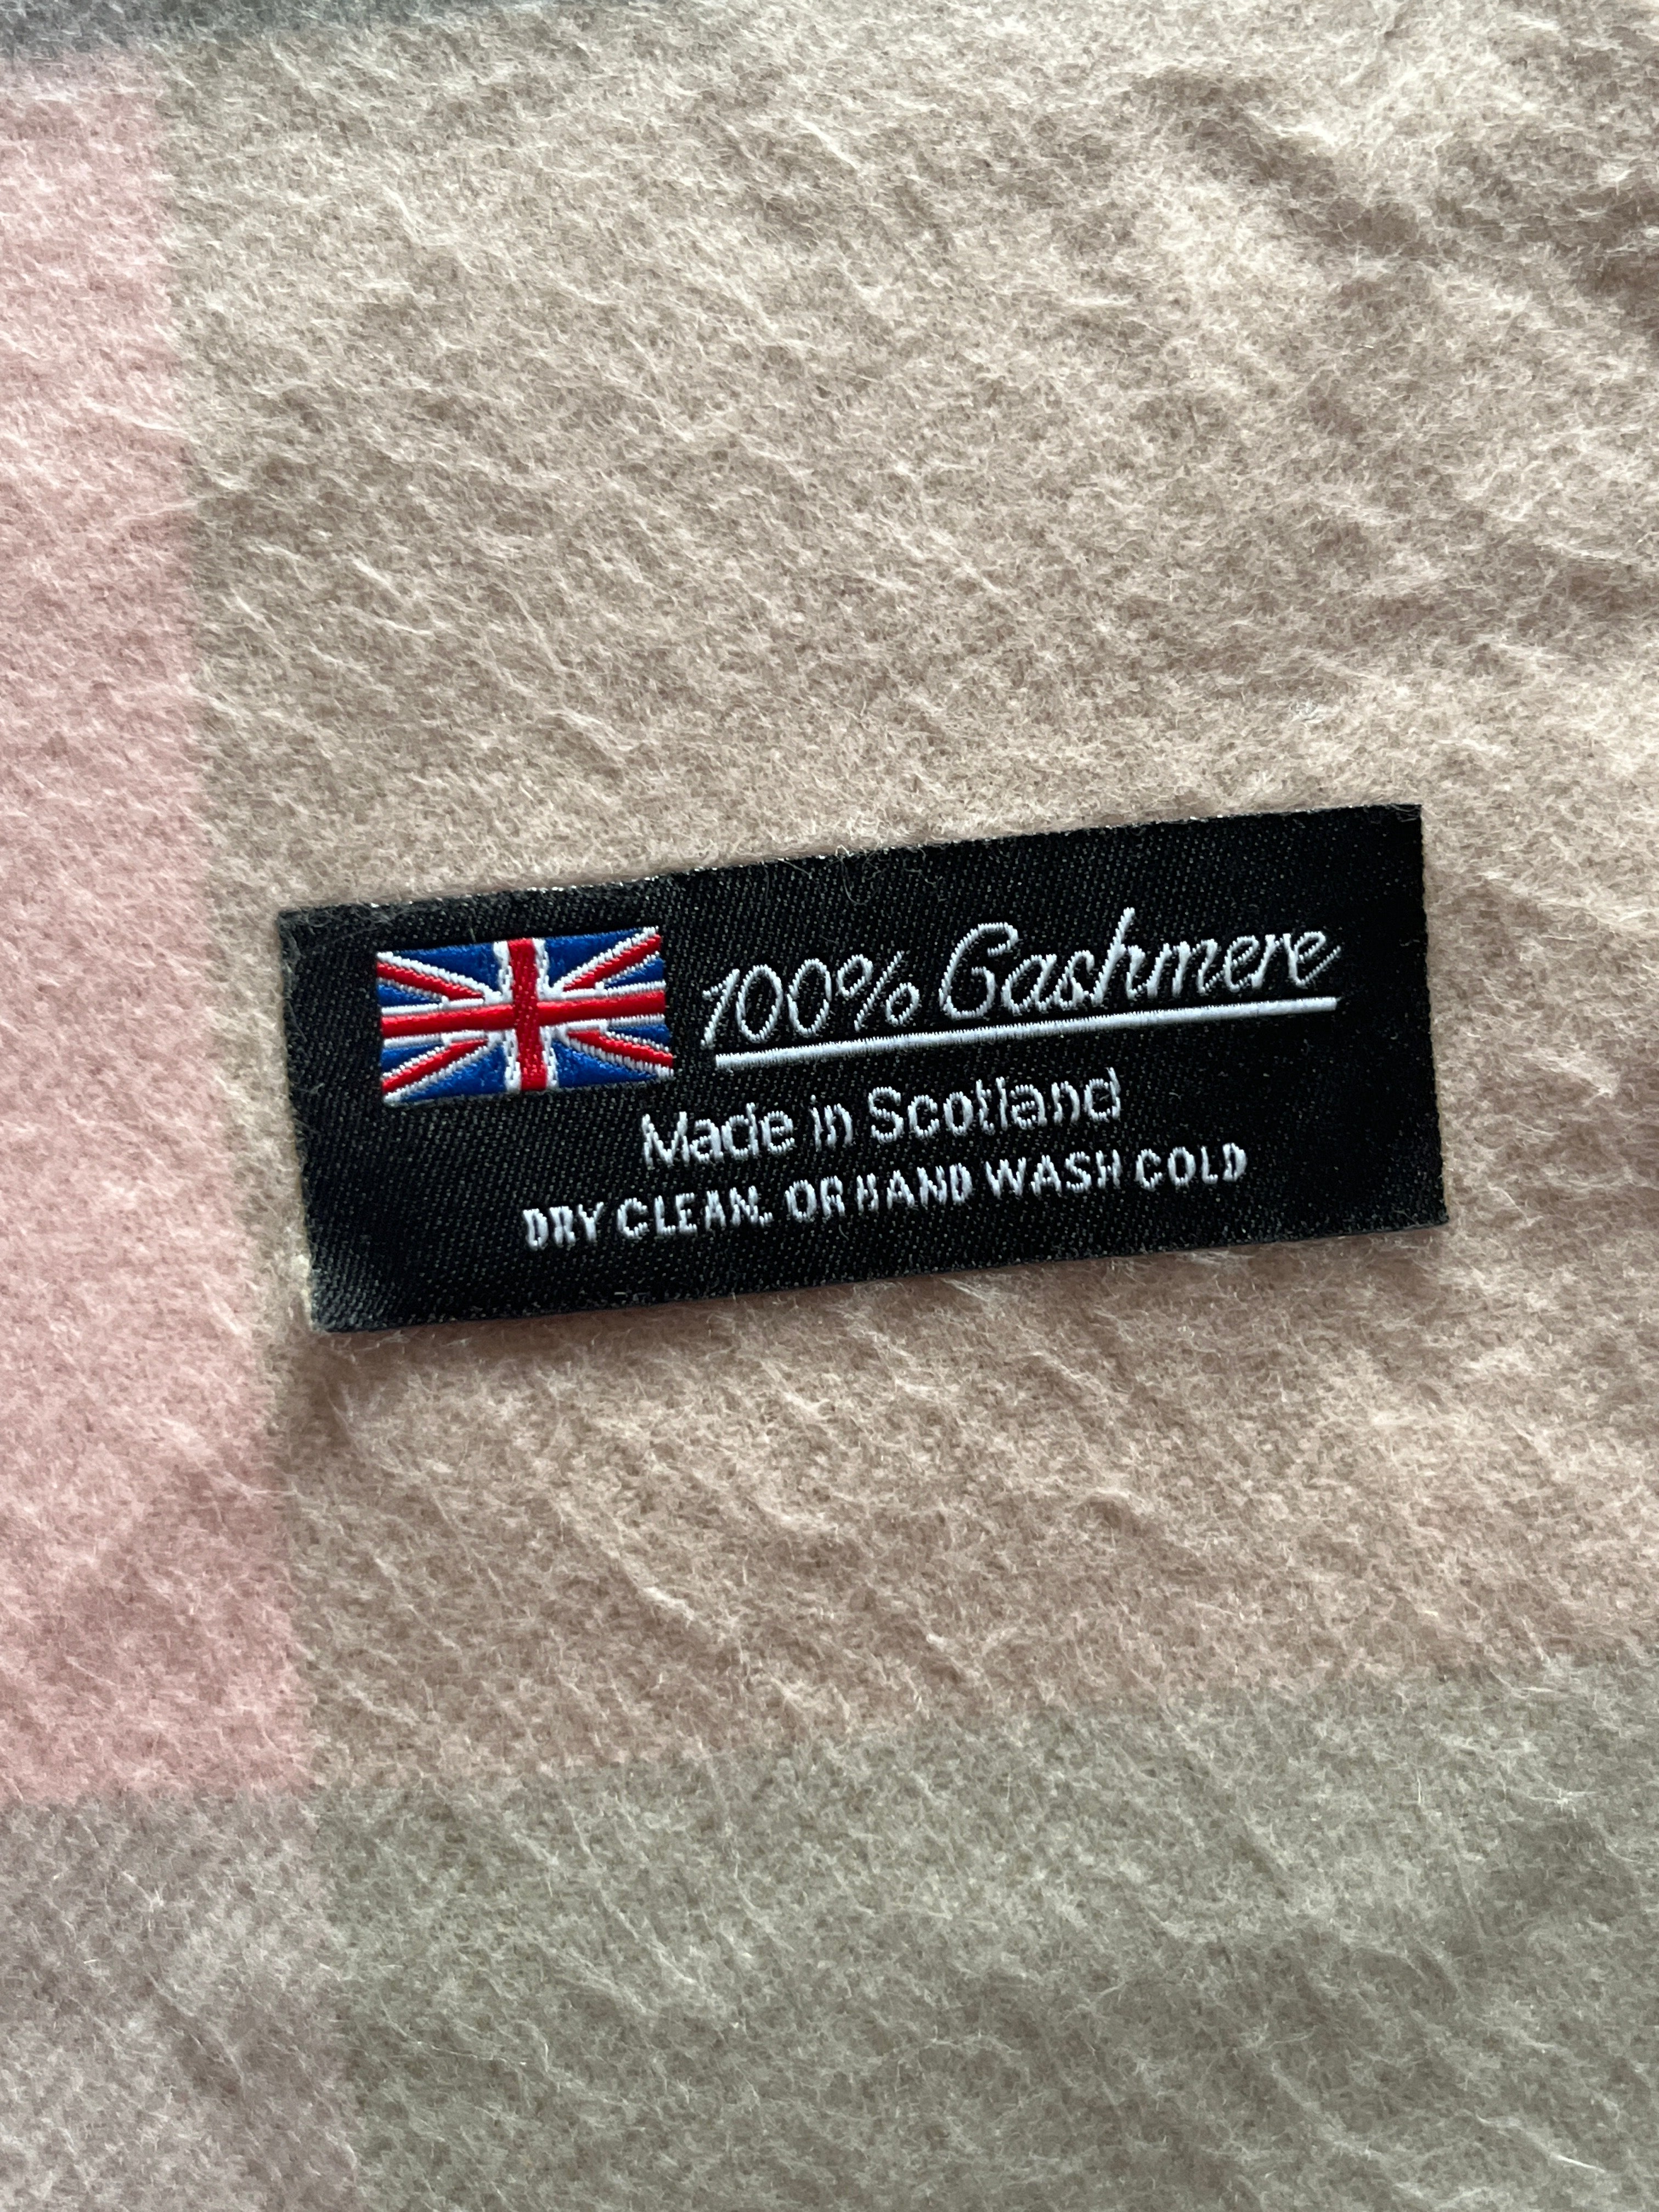 100% Cashmere
Made in Scotland
DRY CLEAN. OR HAND WASH COLD